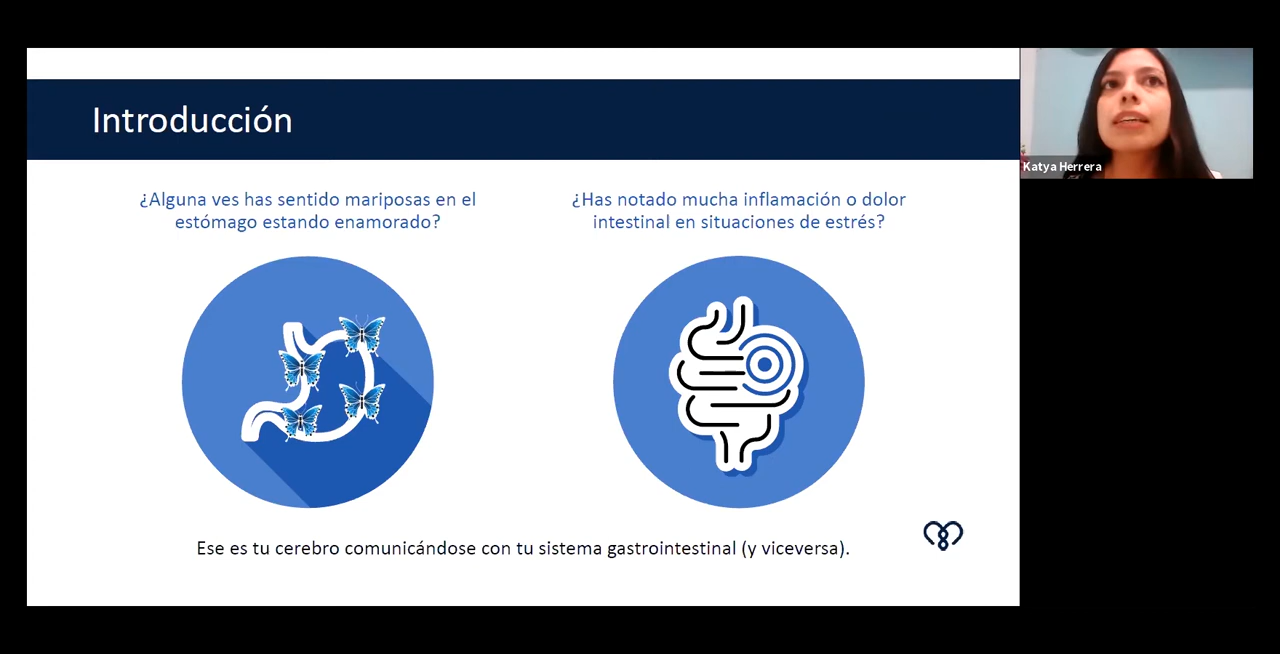 Introducción
¿Alguna ves has sentido mariposas en el
estómago estando enamorado?
¿Has notado mucha inflamación o dolor
intestinal en situaciones de estrés?
Ese es tu cerebro comunicándose con tu sistema gastrointestinal (y viceversa).
Katya Herrera